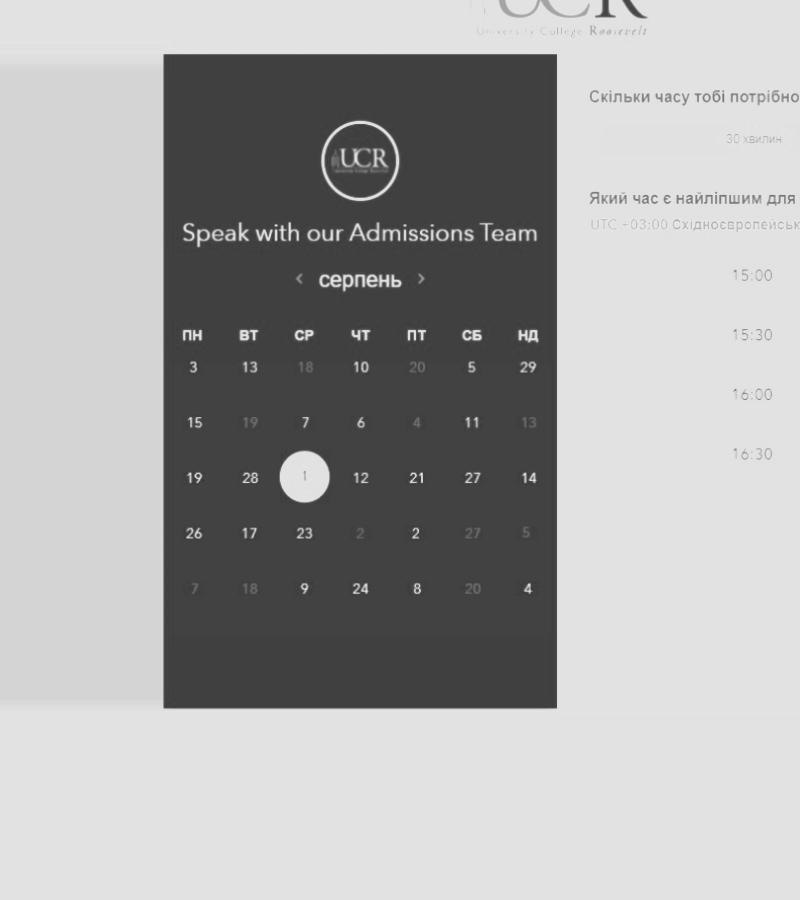 UCR
University College Roosevelt
UCR
Speak with our Admissions Team
‹ серпень ›
ПН ВТ СР ЧТ ПТ СБ НД
3 13 18 10 20 5 29
15 19 7 6 4 11 13
19 28 1 12 21 27 14
26 17 23 2 2 27 5
7 18 9 24 8 20 4
Скільки часу тобі потрібно
30 хвилин
Який час є найліпшим для
UTC +03:00 Східноєвропейськ
15:00
15:30
16:00
16:30